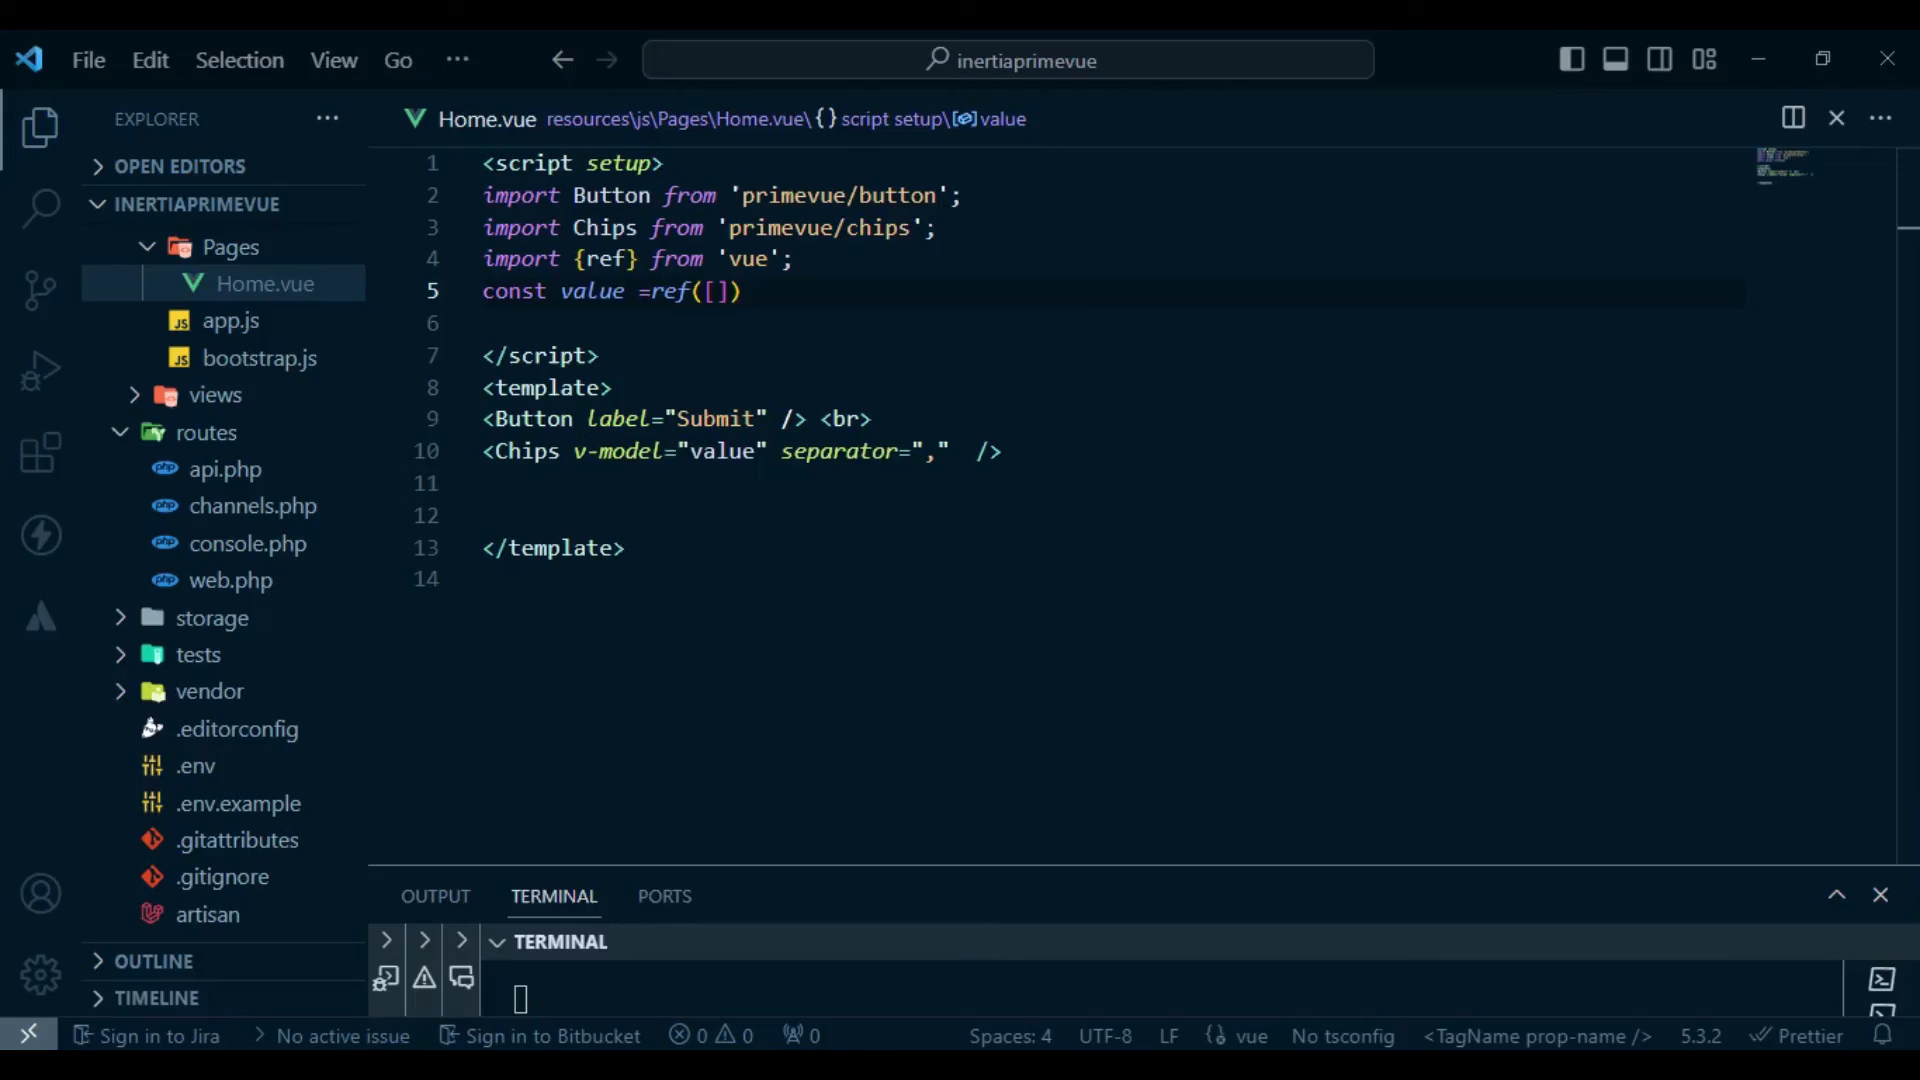 File Edit Selection View Go ··· inertiaprimevue
EXPLORER ···
OPEN EDITORS
INERTIAPRIMEVUE
Pages
Home.vue
app.js
bootstrap.js
views
routes
api.php
channels.php
console.php
web.php
storage
tests
vendor
.editorconfig
.env
.env.example
.gitattributes
.gitignore
artisan
OUTLINE
TIMELINE
Home.vue resources\js\Pages\Home.vue\{} script setup\[@]value
1 <script setup>
2 import Button from 'primevue/button';
3 import Chips from 'primevue/chips';
4 import {ref} from 'vue';
5 const value =ref([])
6
7 </script>
8 <template>
9 <Button label="Submit" /> <br>
10 <Chips v-model="value" separator=","  />
11
12
13 </template>
14
OUTPUT TERMINAL PORTS
TERMINAL
Sign in to Jira > No active issue Sign in to Bitbucket 0 0 0 Spaces: 4 UTF-8 LF {} vue No tsconfig <TagName prop-name /> 5.3.2 Prettier